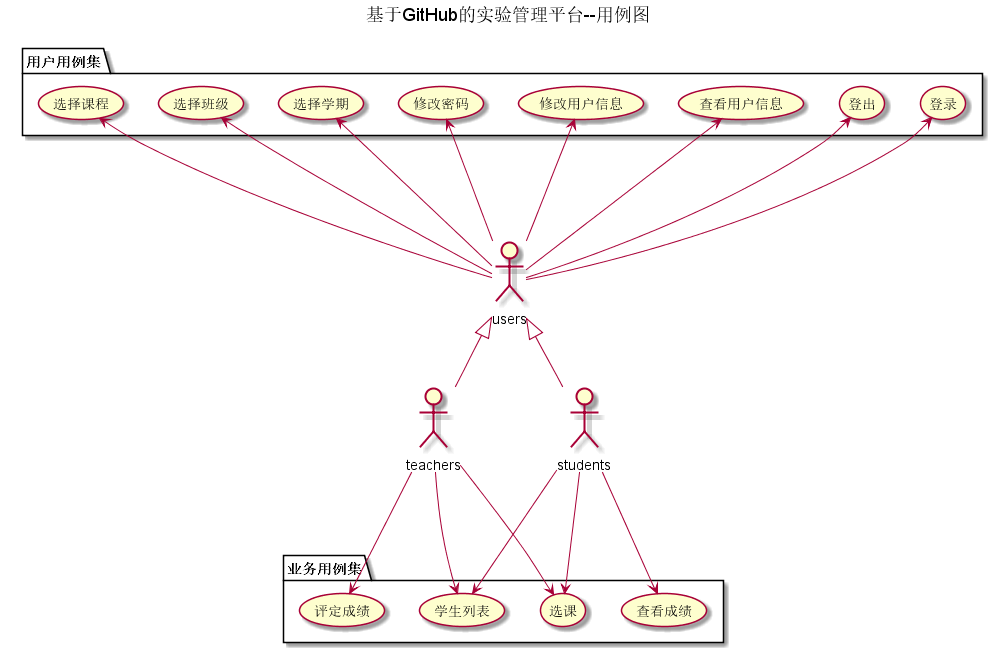 基于GitHub的实验管理平台--用例图
用户用例集
选择课程 选择班级 选择学期 修改密码 修改用户信息 查看用户信息 登出 登录
users
teachers students
业务用例集
评定成绩 学生列表 选课 查看成绩